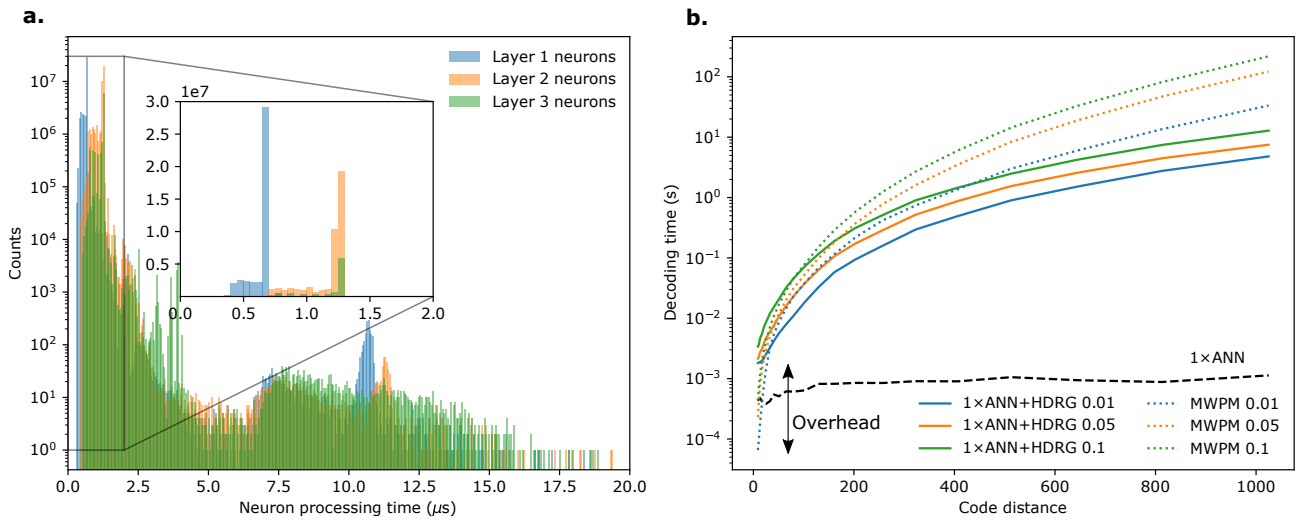 a.
Counts
10⁷
10⁶
10⁵
10⁴
10³
10²
10¹
10⁰
0.0 2.5 5.0 7.5 10.0 12.5 15.0 17.5 20.0
Neuron processing time (μs)
Layer 1 neurons
Layer 2 neurons
Layer 3 neurons
1e7
3.0
2.5
2.0
1.5
1.0
0.5
0.0 0.5 1.0 1.5 2.0
b.
Decoding time (s)
10²
10¹
10⁰
10⁻¹
10⁻²
10⁻³
10⁻⁴
0 200 400 600 800 1000
Code distance
Overhead
1×ANN
1×ANN+HDRG 0.01
1×ANN+HDRG 0.05
1×ANN+HDRG 0.1
MWPM 0.01
MWPM 0.05
MWPM 0.1